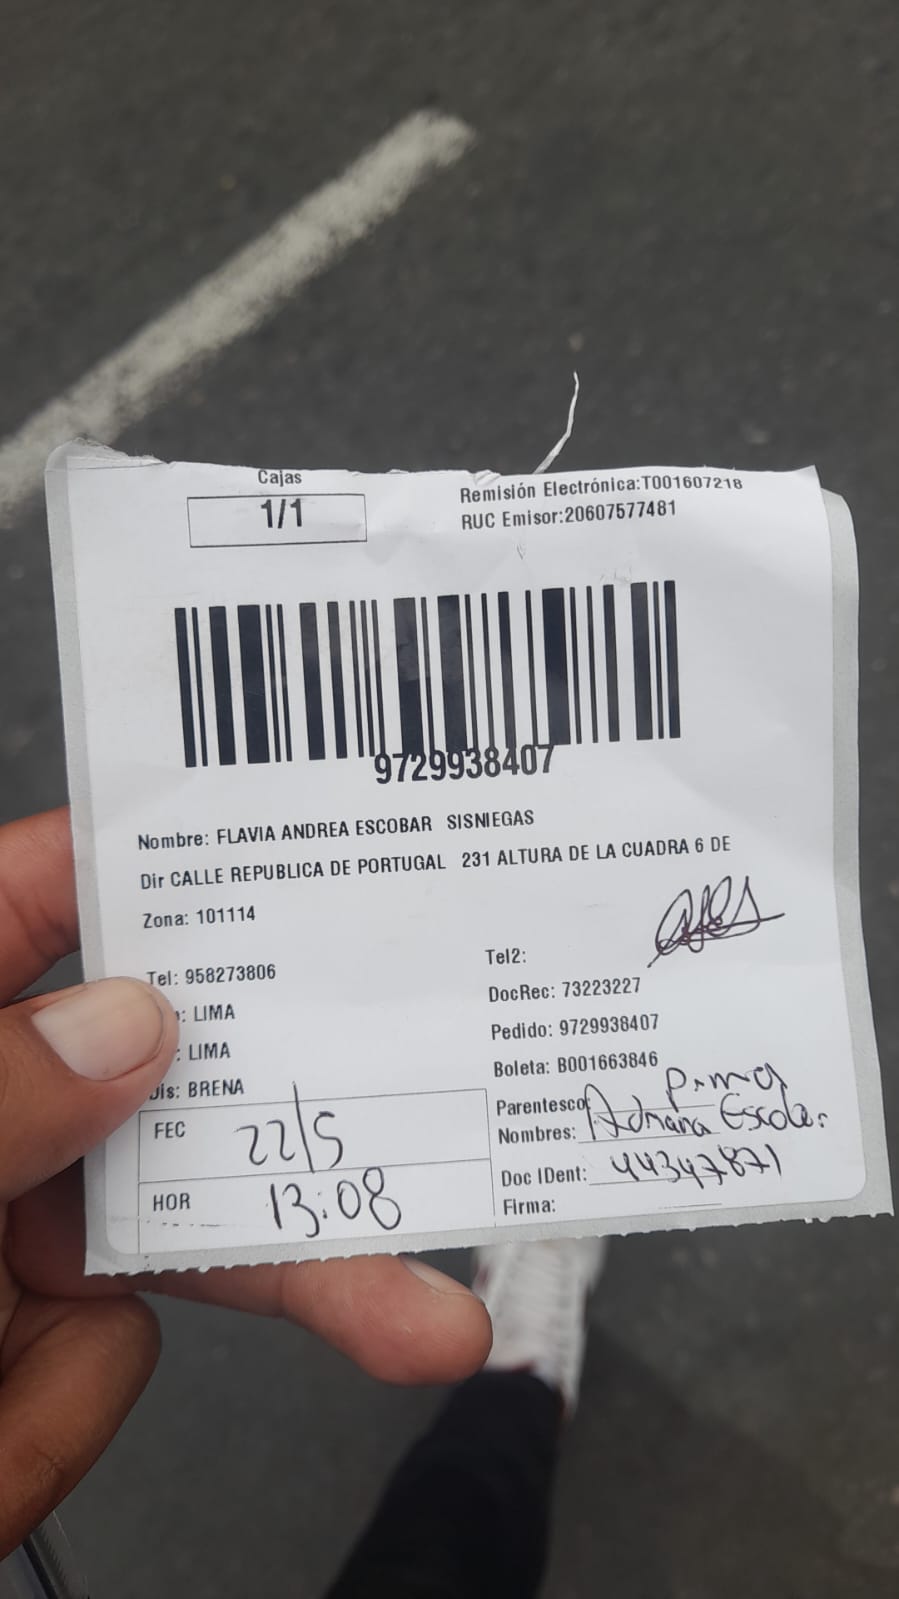 Cajas
1/1
Remisión Electrónica:T001607218
RUC Emisor:20607577481
9729938407
Nombre: FLAVIA ANDREA ESCOBAR SISNIEGAS
Dir CALLE REPUBLICA DE PORTUGAL 231 ALTURA DE LA CUADRA 6 DE
Zona: 101114
Tel: 958273806
: LIMA
: LIMA
Dis: BRENA
FEC 22/5
HOR 13:08
Tel2:
DocRec: 73223227
Pedido: 9729938407
Boleta: B001663846
Parentesco: Prima
Nombres: Adriana Escobar
Doc IDent: 44347871
Firma: